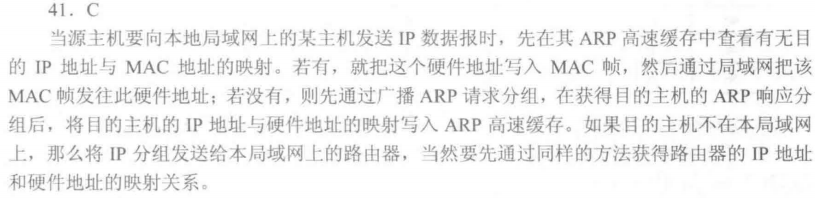 41．C
当源主机要向本地局域网上的某主机发送 IP 数据报时，先在其 ARP 高速缓存中查看有无目
的 IP 地址与 MAC 地址的映射。若有，就把这个硬件地址写入 MAC 帧，然后通过局域网把该
MAC 帧发往此硬件地址；若没有，则先通过广播 ARP 请求分组，在获得目的主机的 ARP 响应分
组后，将目的主机的 IP 地址与硬件地址的映射写入 ARP 高速缓存。如果目的主机不在本局域网
上，那么将 IP 分组发送给本局域网上的路由器，当然要先通过同样的方法获得路由器的 IP 地址
和硬件地址的映射关系。